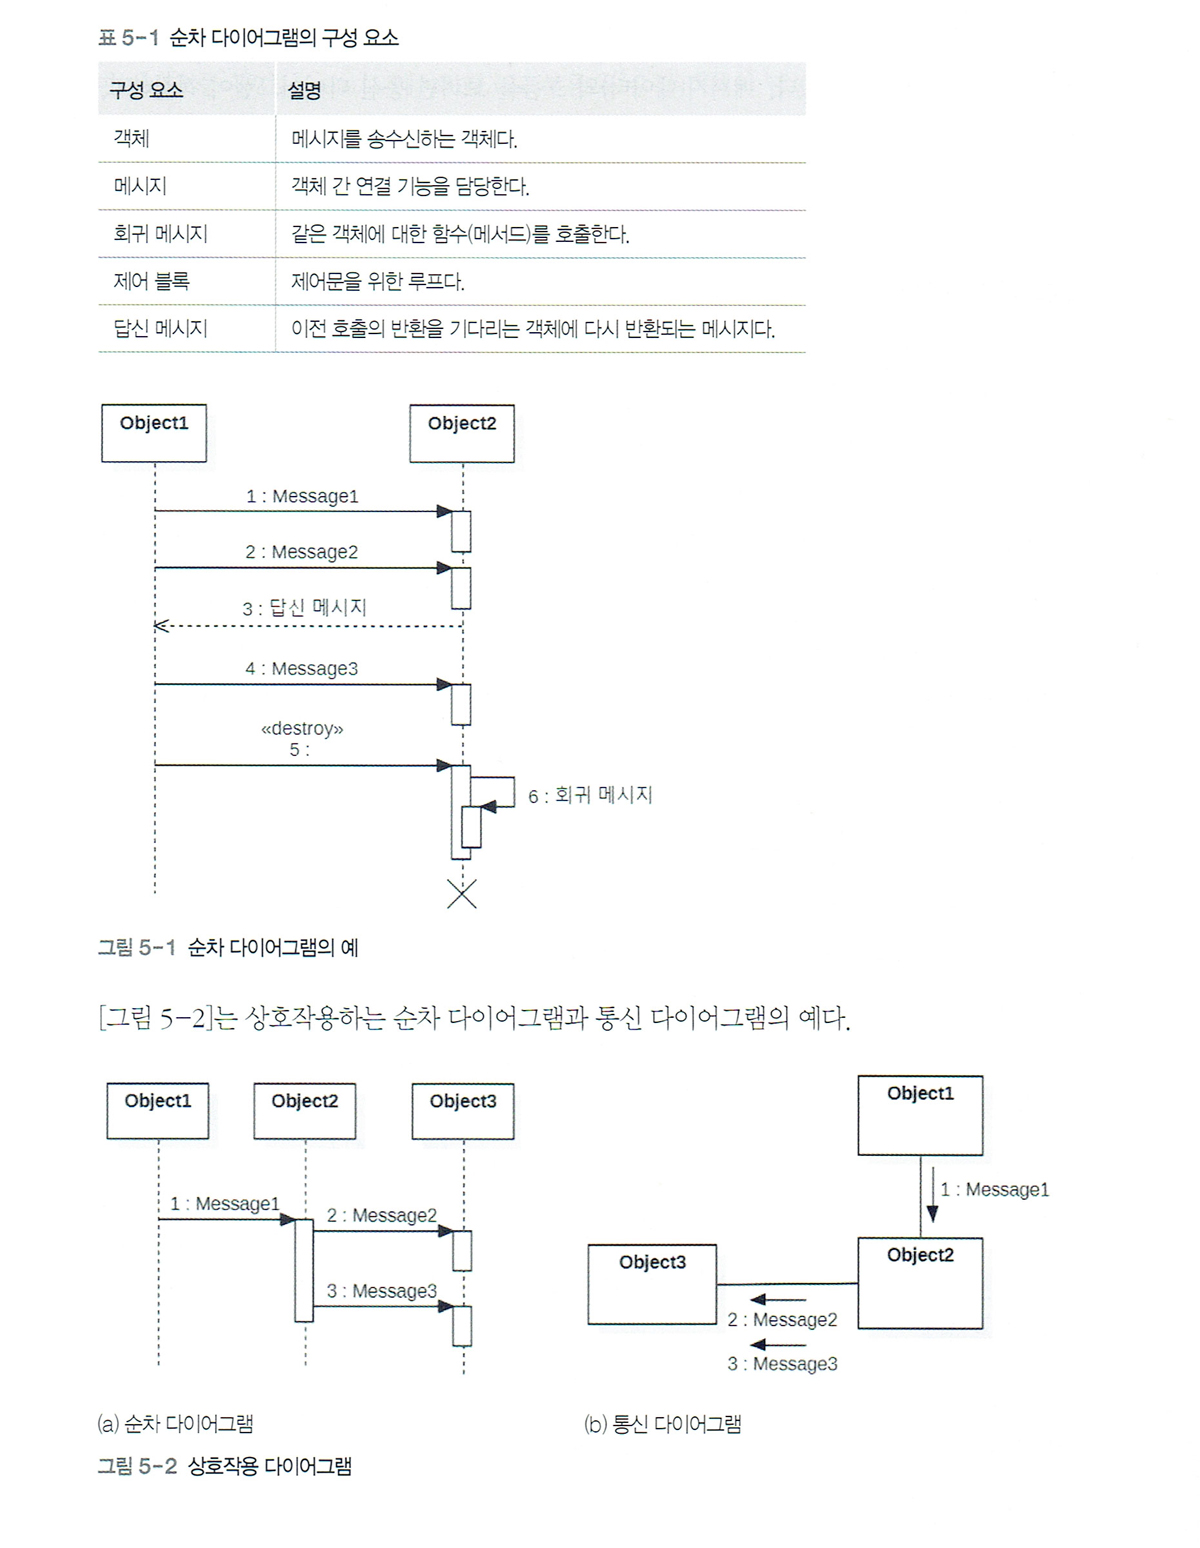 표 5-1 순차 다이어그램의 구성 요소
구성 요소 설명
객체 메시지를 송수신하는 객체다.
메시지 객체 간 연결 기능을 담당한다.
회귀 메시지 같은 객체에 대한 함수(메서드)를 호출한다.
제어 블록 제어문을 위한 루프다.
답신 메시지 이전 호출의 반환을 기다리는 객체에 다시 반환되는 메시지다.
Object1 Object2
1 : Message1
2 : Message2
3 : 답신 메시지
4 : Message3
«destroy»
5 :
6 : 회귀 메시지
그림 5-1 순차 다이어그램의 예
[그림 5-2]는 상호작용하는 순차 다이어그램과 통신 다이어그램의 예다.
Object1 Object2 Object3
1 : Message1
2 : Message2
3 : Message3
Object1
1 : Message1
Object3 Object2
2 : Message2
3 : Message3
(a) 순차 다이어그램 (b) 통신 다이어그램
그림 5-2 상호작용 다이어그램